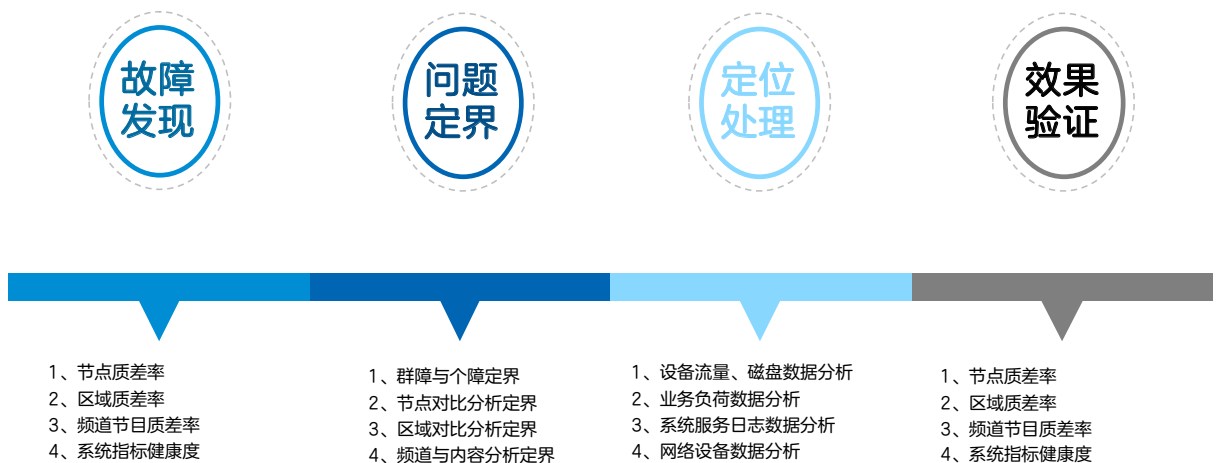 故障
发现
问题
定界
定位
处理
效果
验证
1、节点质差率
2、区域质差率
3、频道节目质差率
4、系统指标健康度
1、群障与个障定界
2、节点对比分析定界
3、区域对比分析定界
4、频道与内容分析定界
1、设备流量、磁盘数据分析
2、业务负荷数据分析
3、系统服务日志数据分析
4、网络设备数据分析
1、节点质差率
2、区域质差率
3、频道节目质差率
4、系统指标健康度